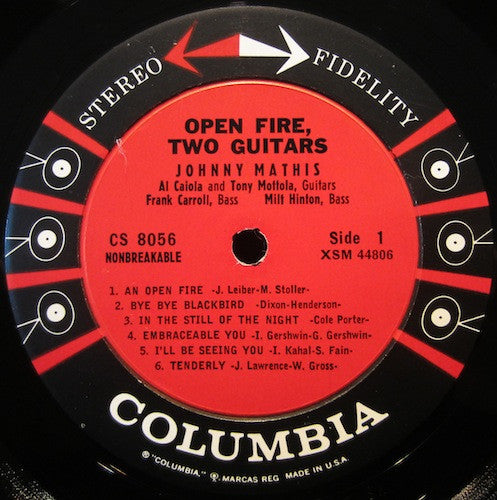 STEREO FIDELITY
OPEN FIRE,
TWO GUITARS
JOHNNY MATHIS
Al Caiola and Tony Mottola, Guitars
Frank Carroll, Bass Milt Hinton, Bass
CS 8056 Side 1
NONBREAKABLE XSM 44806
1. AN OPEN FIRE -J. Leiber-M. Stoller-
2. BYE BYE BLACKBIRD -Dixon-Henderson-
3. IN THE STILL OF THE NIGHT -Cole Porter-
4. EMBRACEABLE YOU -I. Gershwin-G. Gershwin-
5. I'LL BE SEEING YOU -I. Kahal-S. Fain-
6. TENDERLY -J. Lawrence-W. Gross-
COLUMBIA
® "COLUMBIA," ®, MARCAS REG MADE IN U.S.A.